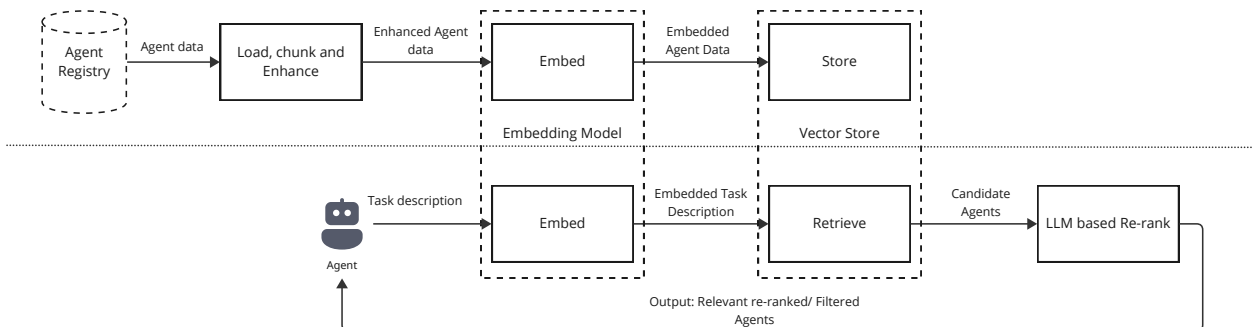 Agent
Registry
Agent data
Load, chunk and
Enhance
Enhanced Agent
data
Embed
Embedded
Agent Data
Store
Embedding Model
Vector Store
Agent
Task description
Embed
Embedded Task
Description
Retrieve
Candidate
Agents
LLM based Re-rank
Output: Relevant re-ranked/ Filtered
Agents